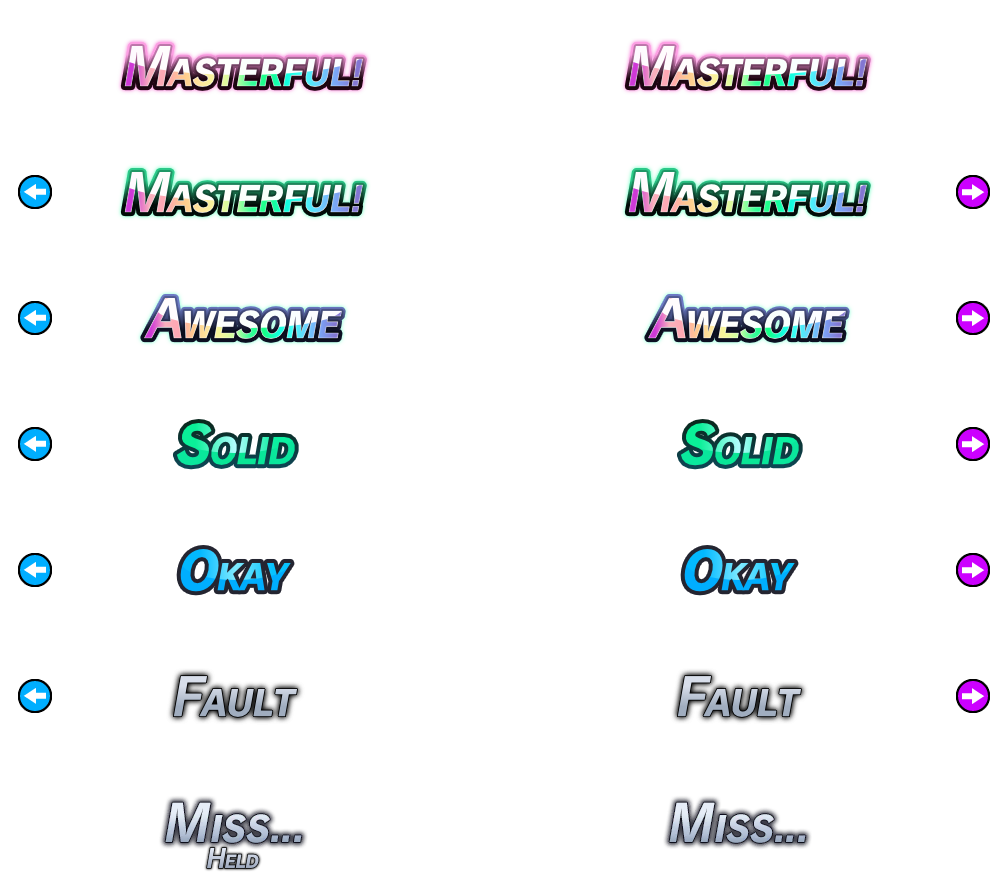 MASTERFUL! MASTERFUL!
MASTERFUL! MASTERFUL!
AWESOME AWESOME
SOLID SOLID
OKAY OKAY
FAULT FAULT
MISS... MISS...
HELD